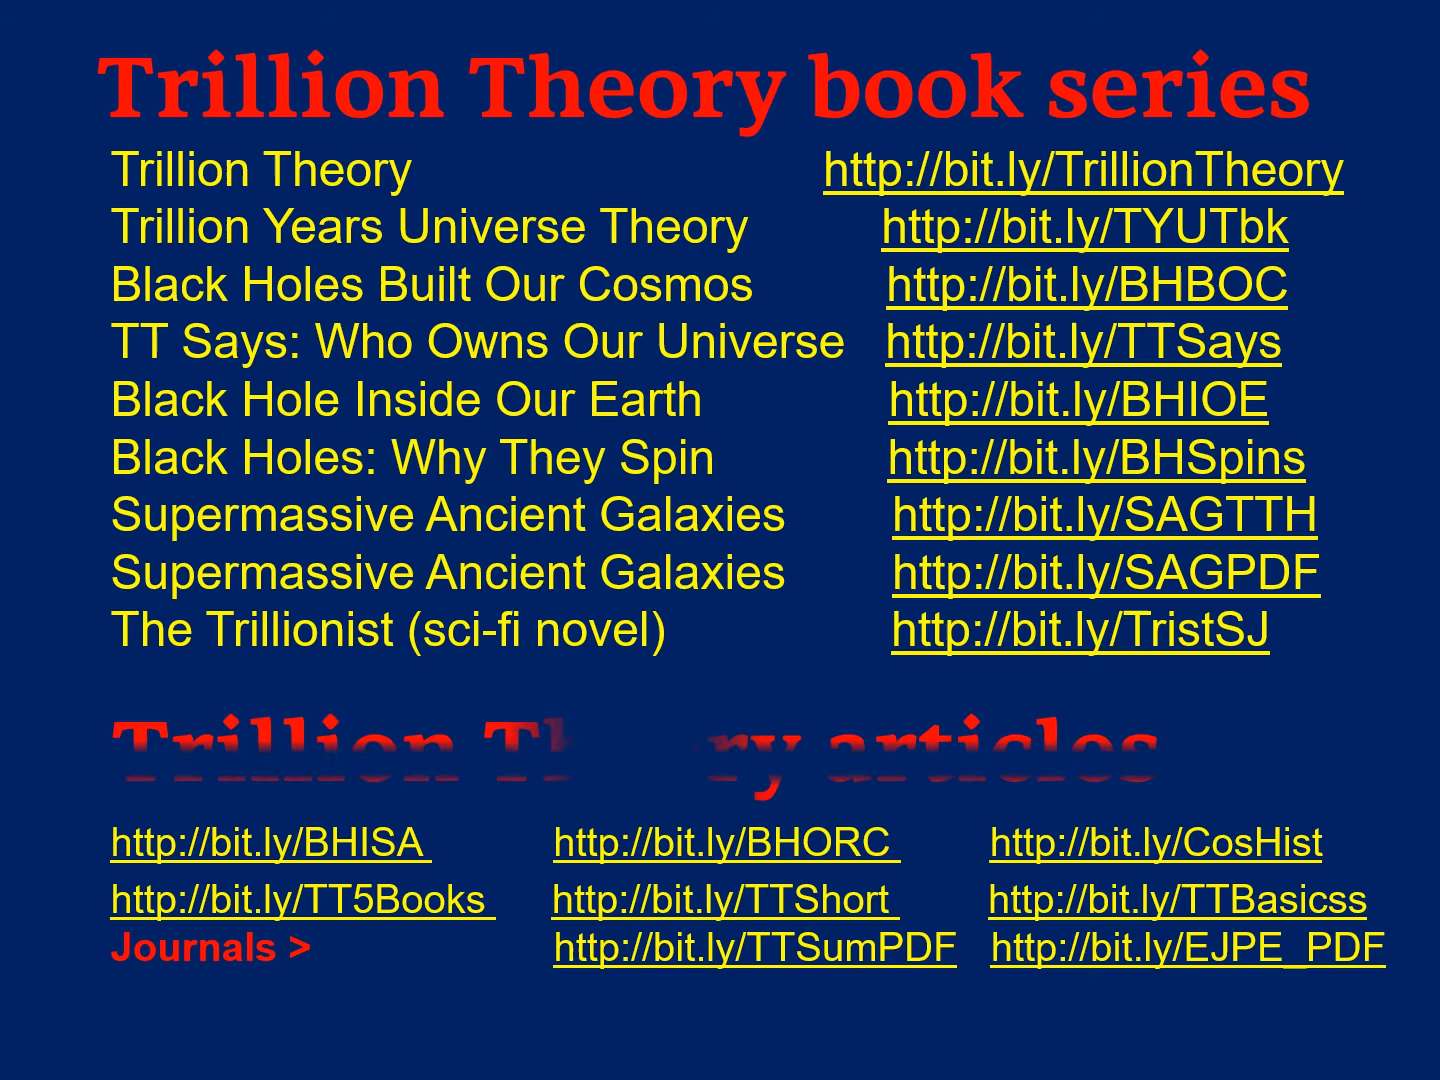 Trillion Theory book series
Trillion Theory http://bit.ly/TrillionTheory
Trillion Years Universe Theory http://bit.ly/TYUTbk
Black Holes Built Our Cosmos http://bit.ly/BHBOC
TT Says: Who Owns Our Universe http://bit.ly/TTSays
Black Hole Inside Our Earth http://bit.ly/BHIOE
Black Holes: Why They Spin http://bit.ly/BHSpins
Supermassive Ancient Galaxies http://bit.ly/SAGTTH
Supermassive Ancient Galaxies http://bit.ly/SAGPDF
The Trillionist (sci-fi novel) http://bit.ly/TristSJ
Trillion articles
http://bit.ly/BHISA http://bit.ly/BHORC http://bit.ly/CosHist
http://bit.ly/TT5Books http://bit.ly/TTShort http://bit.ly/TTBasicss
Journals > http://bit.ly/TTSumPDF http://bit.ly/EJPE_PDF